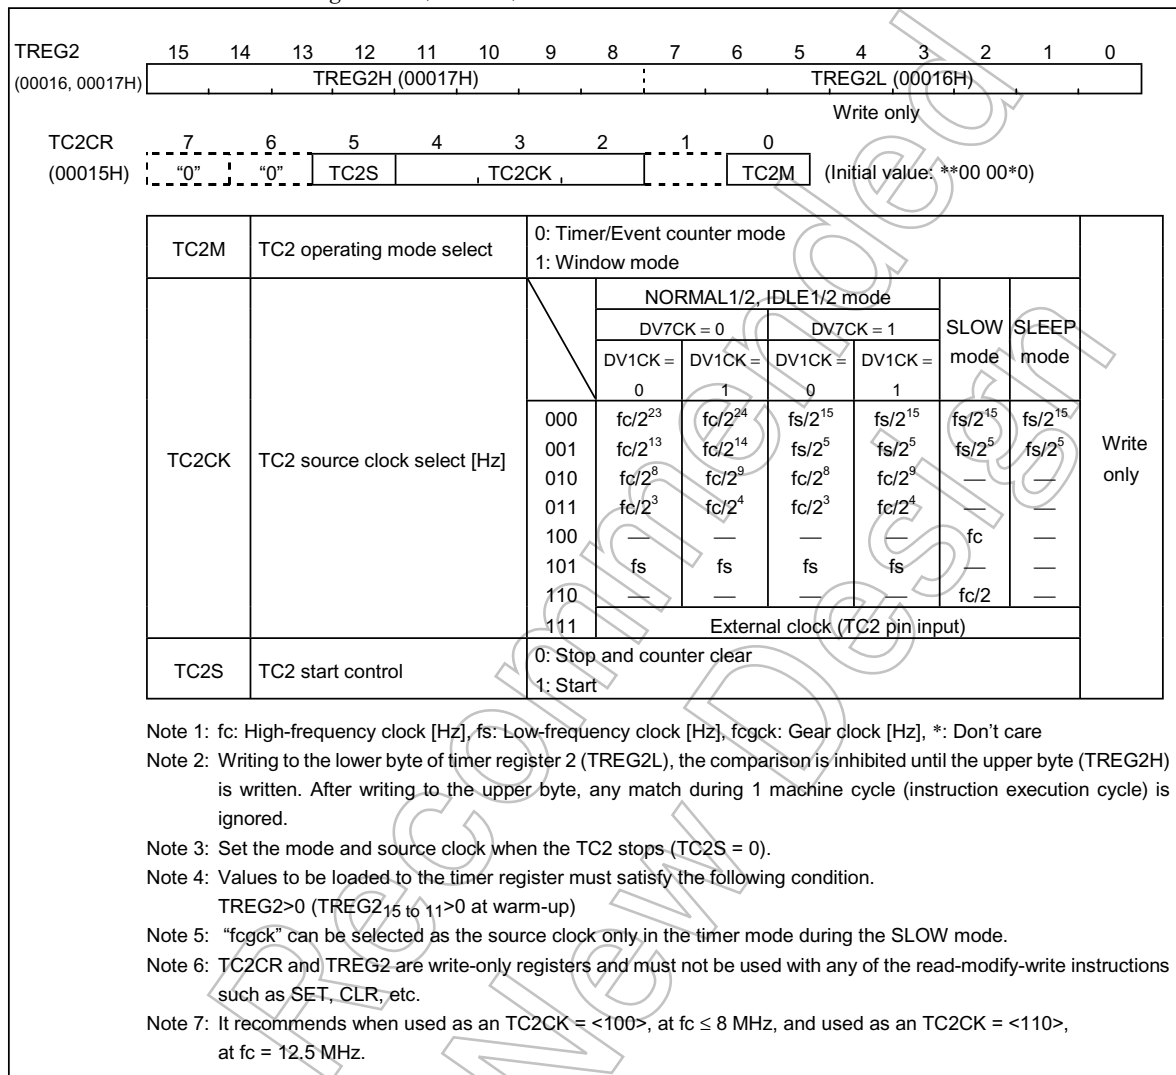 TREG2 15 14 13 12 11 10 9 8 7 6 5 4 3 2 1 0
(00016, 00017H) TREG2H (00017H) TREG2L (00016H)
Write only
TC2CR 7 6 5 4 3 2 1 0
(00015H) “0” “0” TC2S TC2CK TC2M (Initial value: **00 00*0)
TC2M TC2 operating mode select 0: Timer/Event counter mode
1: Window mode
NORMAL1/2, IDLE1/2 mode
DV7CK = 0 DV7CK = 1 SLOW SLEEP
DV1CK = DV1CK = DV1CK = DV1CK = mode mode
0 1 0 1
000 fc/2^23 fc/2^24 fs/2^15 fs/2^15 fs/2^15 fs/2^15
TC2CK TC2 source clock select [Hz] 001 fc/2^13 fc/2^14 fs/2^5 fs/2^5 fs/2^5 fs/2^5 Write
010 fc/2^8 fc/2^9 fc/2^8 fc/2^9 — — only
011 fc/2^3 fc/2^4 fc/2^3 fc/2^4 — —
100 — — — — fc —
101 fs fs fs fs — —
110 — — — — fc/2 —
111 External clock (TC2 pin input)
TC2S TC2 start control 0: Stop and counter clear
1: Start
Note 1: fc: High-frequency clock [Hz], fs: Low-frequency clock [Hz], fcgck: Gear clock [Hz], *: Don’t care
Note 2: Writing to the lower byte of timer register 2 (TREG2L), the comparison is inhibited until the upper byte (TREG2H)
is written. After writing to the upper byte, any match during 1 machine cycle (instruction execution cycle) is
ignored.
Note 3: Set the mode and source clock when the TC2 stops (TC2S = 0).
Note 4: Values to be loaded to the timer register must satisfy the following condition.
TREG2>0 (TREG2 15 to 11>0 at warm-up)
Note 5: “fcgck” can be selected as the source clock only in the timer mode during the SLOW mode.
Note 6: TC2CR and TREG2 are write-only registers and must not be used with any of the read-modify-write instructions
such as SET, CLR, etc.
Note 7: It recommends when used as an TC2CK = <100>, at fc ≤ 8 MHz, and used as an TC2CK = <110>,
at fc = 12.5 MHz.
Recommended
New Design